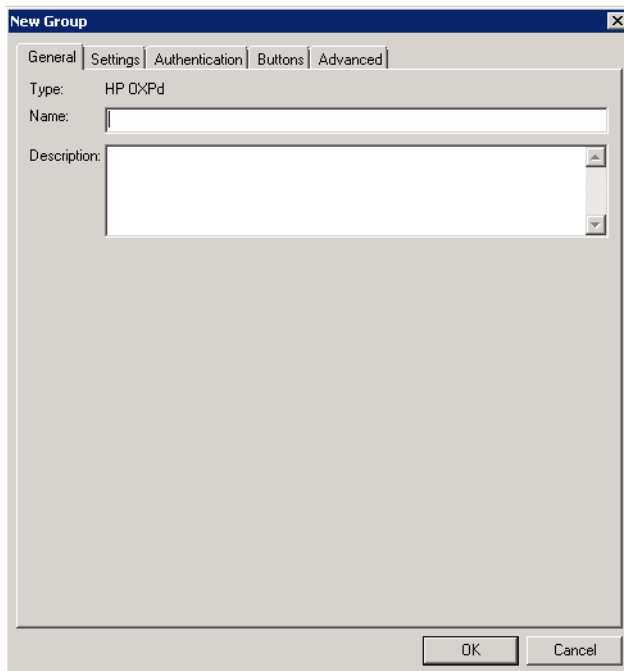 New Group
General Settings Authentication Buttons Advanced
Type: HP OXPd
Name:
Description:
OK Cancel